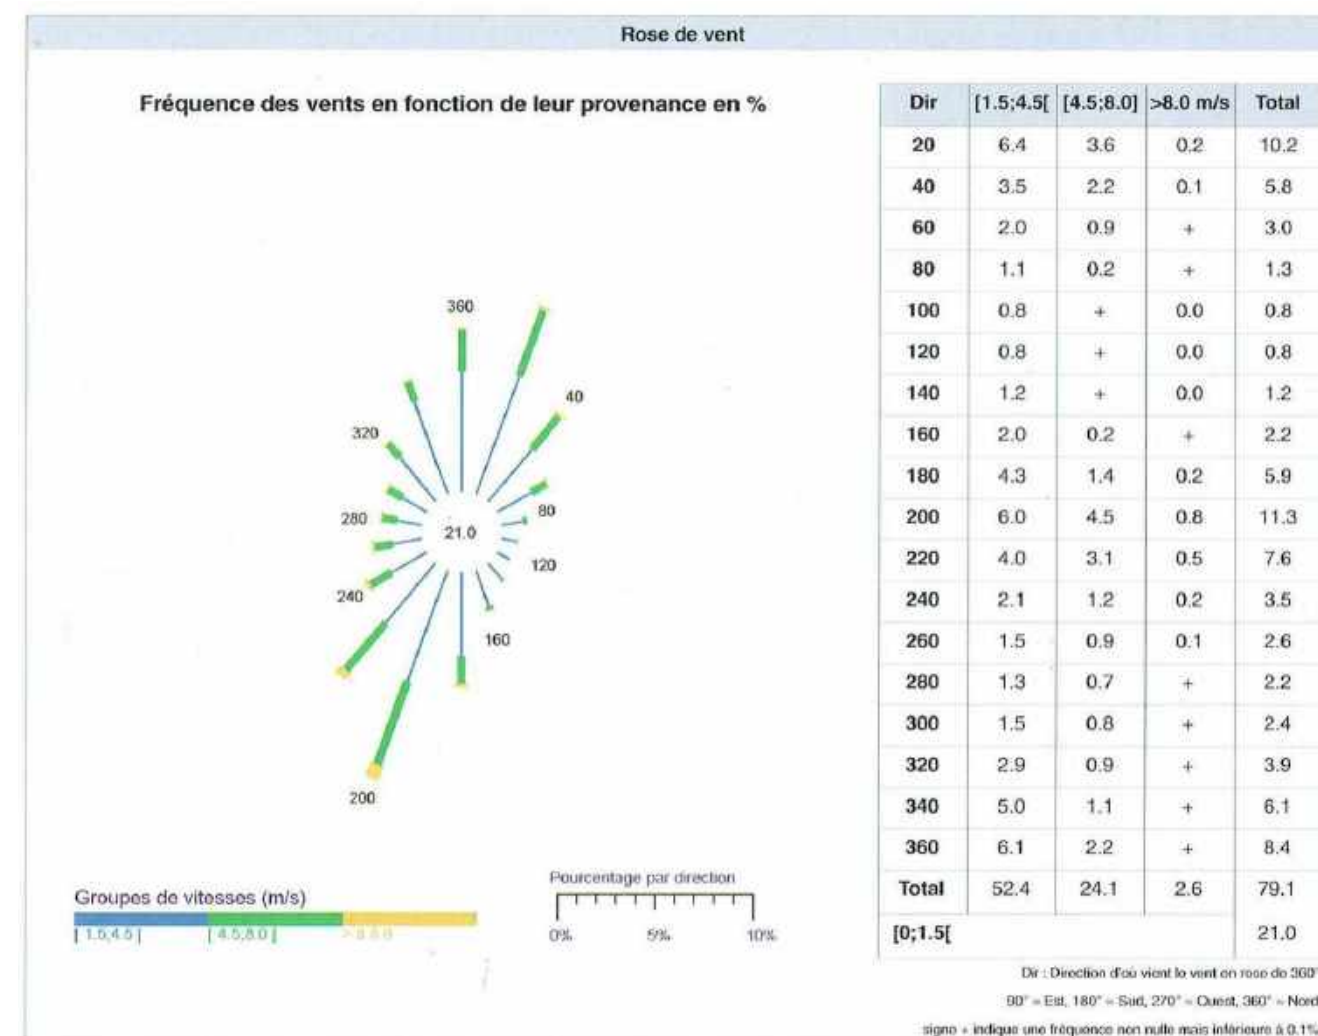 Rose de vent
Fréquence des vents en fonction de leur provenance en %
360
40
320
80
280
21.0
120
240
160
200
Groupes de vitesses (m/s)
[ 1.5;4.5 [ [ 4.5;8.0 ] > 8.0
Pourcentage par direction
0% 5% 10%
Dir [1.5;4.5[ [4.5;8.0] >8.0 m/s Total
20 6.4 3.6 0.2 10.2
40 3.5 2.2 0.1 5.8
60 2.0 0.9 + 3.0
80 1.1 0.2 + 1.3
100 0.8 + 0.0 0.8
120 0.8 + 0.0 0.8
140 1.2 + 0.0 1.2
160 2.0 0.2 + 2.2
180 4.3 1.4 0.2 5.9
200 6.0 4.5 0.8 11.3
220 4.0 3.1 0.5 7.6
240 2.1 1.2 0.2 3.5
260 1.5 0.9 0.1 2.6
280 1.3 0.7 + 2.2
300 1.5 0.8 + 2.4
320 2.9 0.9 + 3.9
340 5.0 1.1 + 6.1
360 6.1 2.2 + 8.4
Total 52.4 24.1 2.6 79.1
[0;1.5[ 21.0
Dir : Direction d'où vient le vent en rose de 360°
90° = Est, 180° = Sud, 270° = Ouest, 360° = Nord
signe + indique une fréquence non nulle mais inférieure à 0.1%